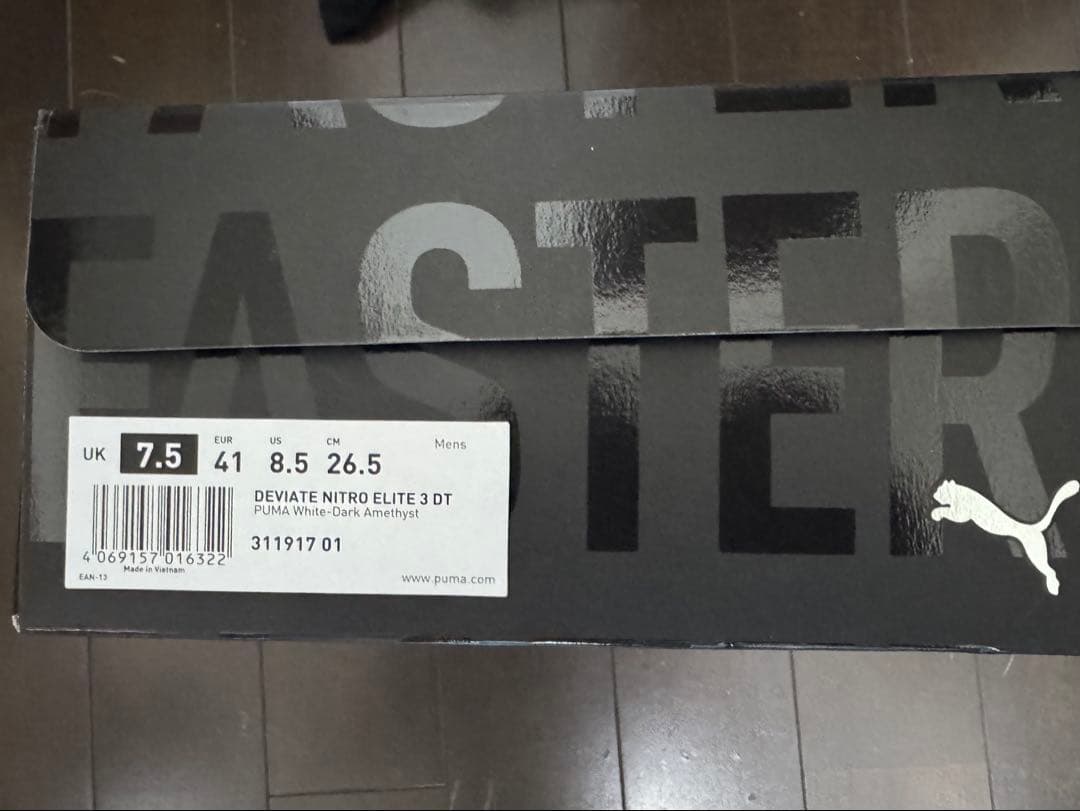 FASTER
UK 7.5 EUR 41 US 8.5 CM 26.5 Mens
DEVIATE NITRO ELITE 3 DT
PUMA White-Dark Amethyst
311917 01
4 069157 016322
Made in Vietnam
EAN-13
www.puma.com